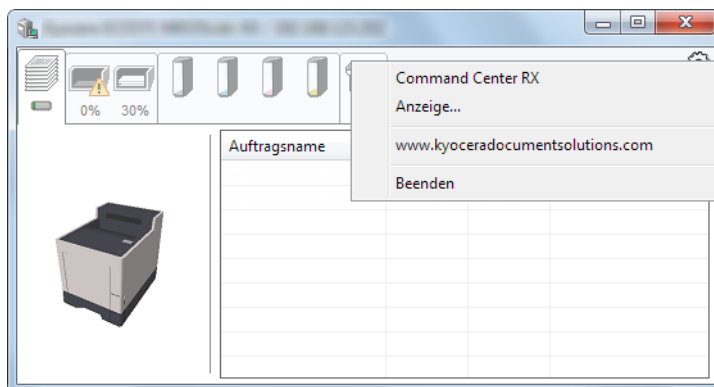 0%
30%
Auftragsname
Command Center RX
Anzeige...
www.kyoceradocumentsolutions.com
Beenden